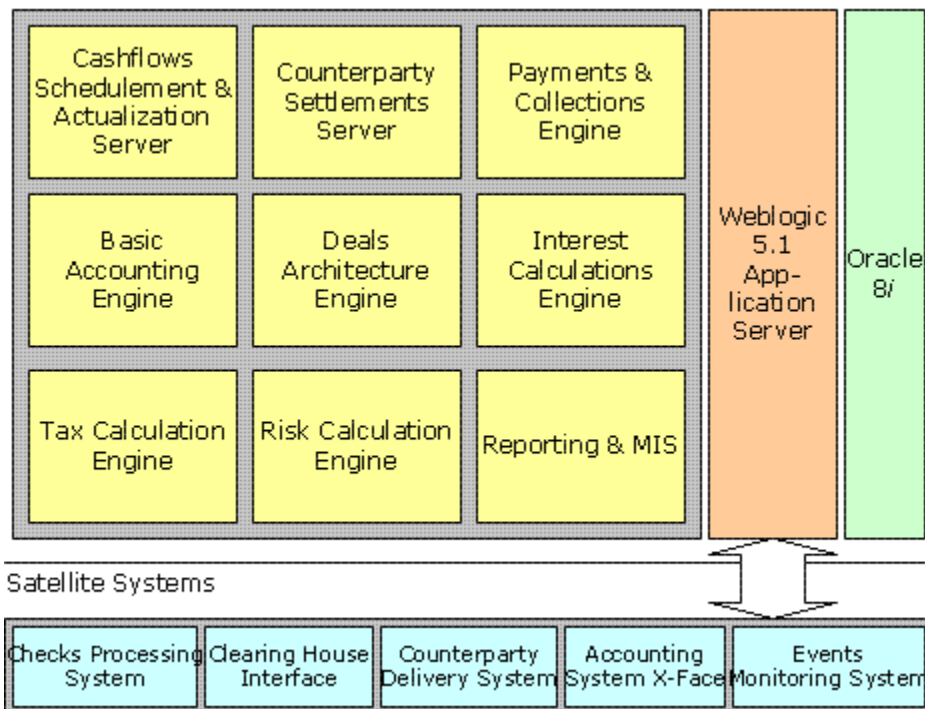 Cashflows
Schedulement &
Actualization
Server
Counterparty
Settlements
Server
Payments &
Collections
Engine
Basic
Accounting
Engine
Deals
Architecture
Engine
Interest
Calculations
Engine
Tax Calculation
Engine
Risk Calculation
Engine
Reporting & MIS
Weblogic
5.1
App-
lication
Server
Oracle
8i
Satellite Systems
Checks Processing
System
Clearing House
Interface
Counterparty
Delivery System
Accounting
System X-Face
Events
Monitoring System